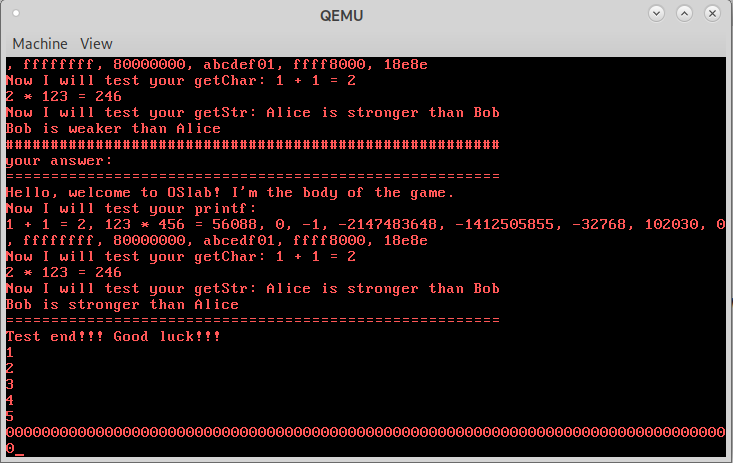 , ffffffff, 80000000, abcdef01, ffff8000, 18e8e
Now I will test your getChar: 1 + 1 = 2
2 * 123 = 246
Now I will test your getStr: Alice is stronger than Bob
Bob is weaker than Alice
#######################################################
your answer:
=======================================================
Hello, welcome to OSlab! I'm the body of the game.
Now I will test your printf:
1 + 1 = 2, 123 * 456 = 56088, 0, -1, -2147483648, -1412505855, -32768, 102030, 0
, ffffffff, 80000000, abcedf01, ffff8000, 18e8e
Now I will test your getChar: 1 + 1 = 2
2 * 123 = 246
Now I will test your getStr: Alice is stronger than Bob
Bob is stronger than Alice
=======================================================
Test end!!! Good luck!!!
1
2
3
4
5
00000000000000000000000000000000000000000000000000000000000000000000000000000000
0_
QEMU
Machine View